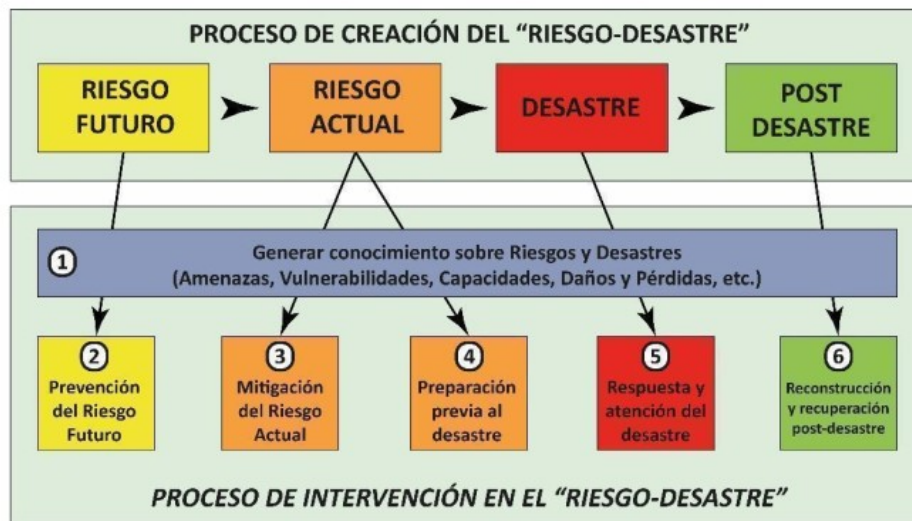 PROCESO DE CREACIÓN DEL “RIESGO-DESASTRE”
RIESGO
FUTURO
RIESGO
ACTUAL
DESASTRE
POST
DESASTRE
1
Generar conocimiento sobre Riesgos y Desastres
(Amenazas, Vulnerabilidades, Capacidades, Daños y Pérdidas, etc.)
2
Prevención
del Riesgo
Futuro
3
Mitigación
del Riesgo
Actual
4
Preparación
previa al
desastre
5
Respuesta y
atención del
desastre
6
Reconstrucción
y recuperación
post-desastre
PROCESO DE INTERVENCIÓN EN EL “RIESGO-DESASTRE”